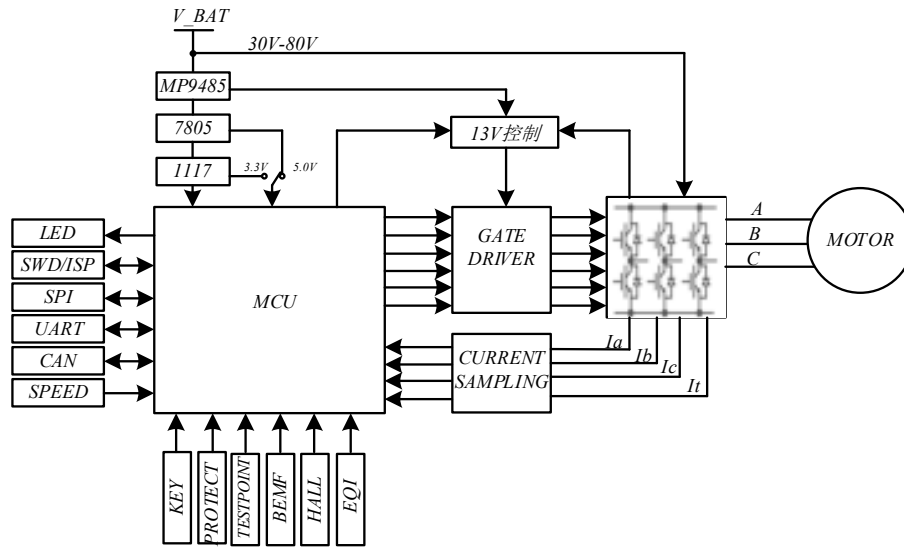 V_BAT
30V-80V
MP9485
7805
13V控制
1117
3.3V
5.0V
LED
SWD/ISP
SPI
UART
CAN
SPEED
MCU
GATE
DRIVER
A
B
C
MOTOR
CURRENT
SAMPLING
Ia
Ib
Ic
It
KEY
PROTECT
TESTPOINT
BEMF
HALL
EQI